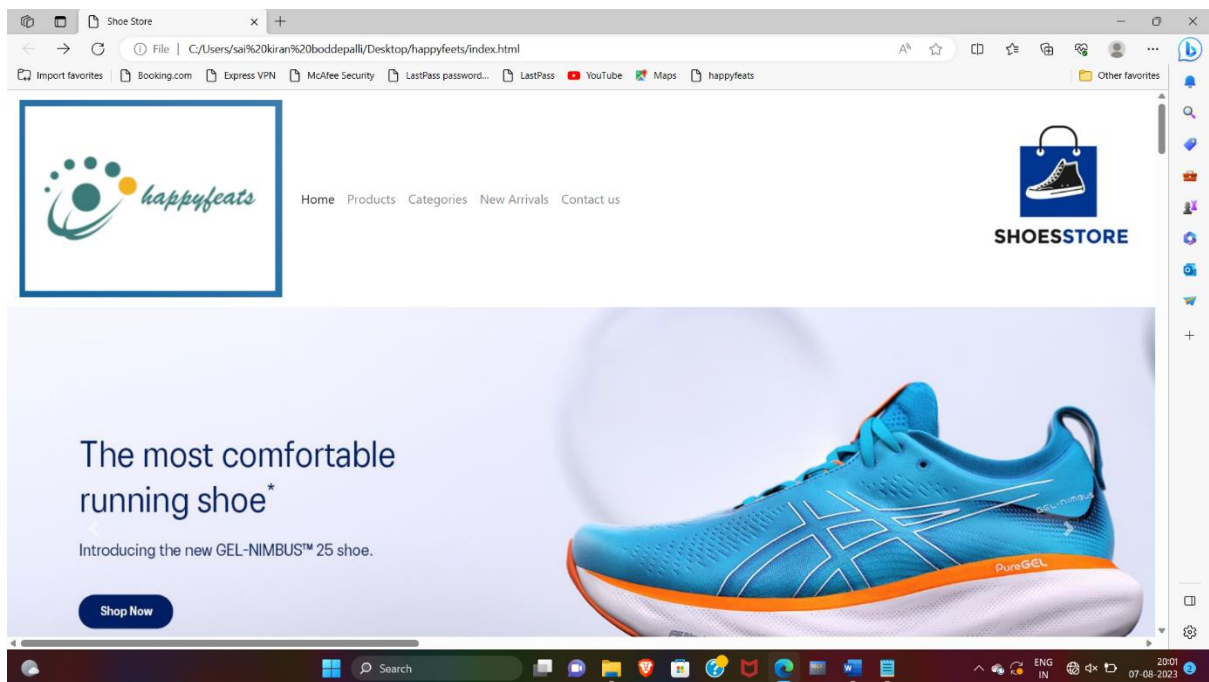 Shoe Store
File | C:/Users/sai%20kiran%20boddepalli/Desktop/happyfeets/index.html
Import favorites Booking.com Express VPN McAfee Security LastPass password... LastPass YouTube Maps happyfeats Other favorites
happyfeats
Home Products Categories New Arrivals Contact us
SHOESSTORE
The most comfortable
running shoe*
Introducing the new GEL-NIMBUS™ 25 shoe.
Shop Now
GEL-NIMBUS
PureGEL
Search
ENG
IN
20:01
07-08-2023
2